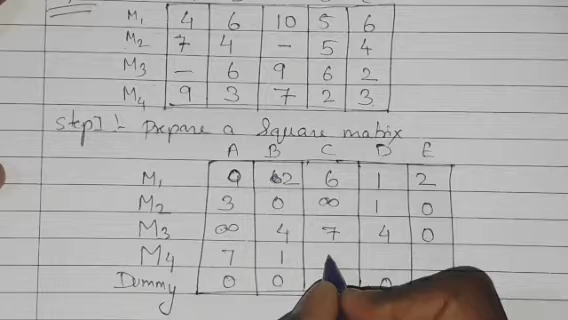 M1 4 6 10 5 6
M2 7 4 - 5 4
M3 - 6 9 6 2
M4 9 3 7 2 3
Step I :- Prepare a Square matrix
A B C D E
M1 0 2 6 1 2
M2 3 0 ∞ 1 0
M3 ∞ 4 7 4 0
M4 7 1
Dummy 0 0 0